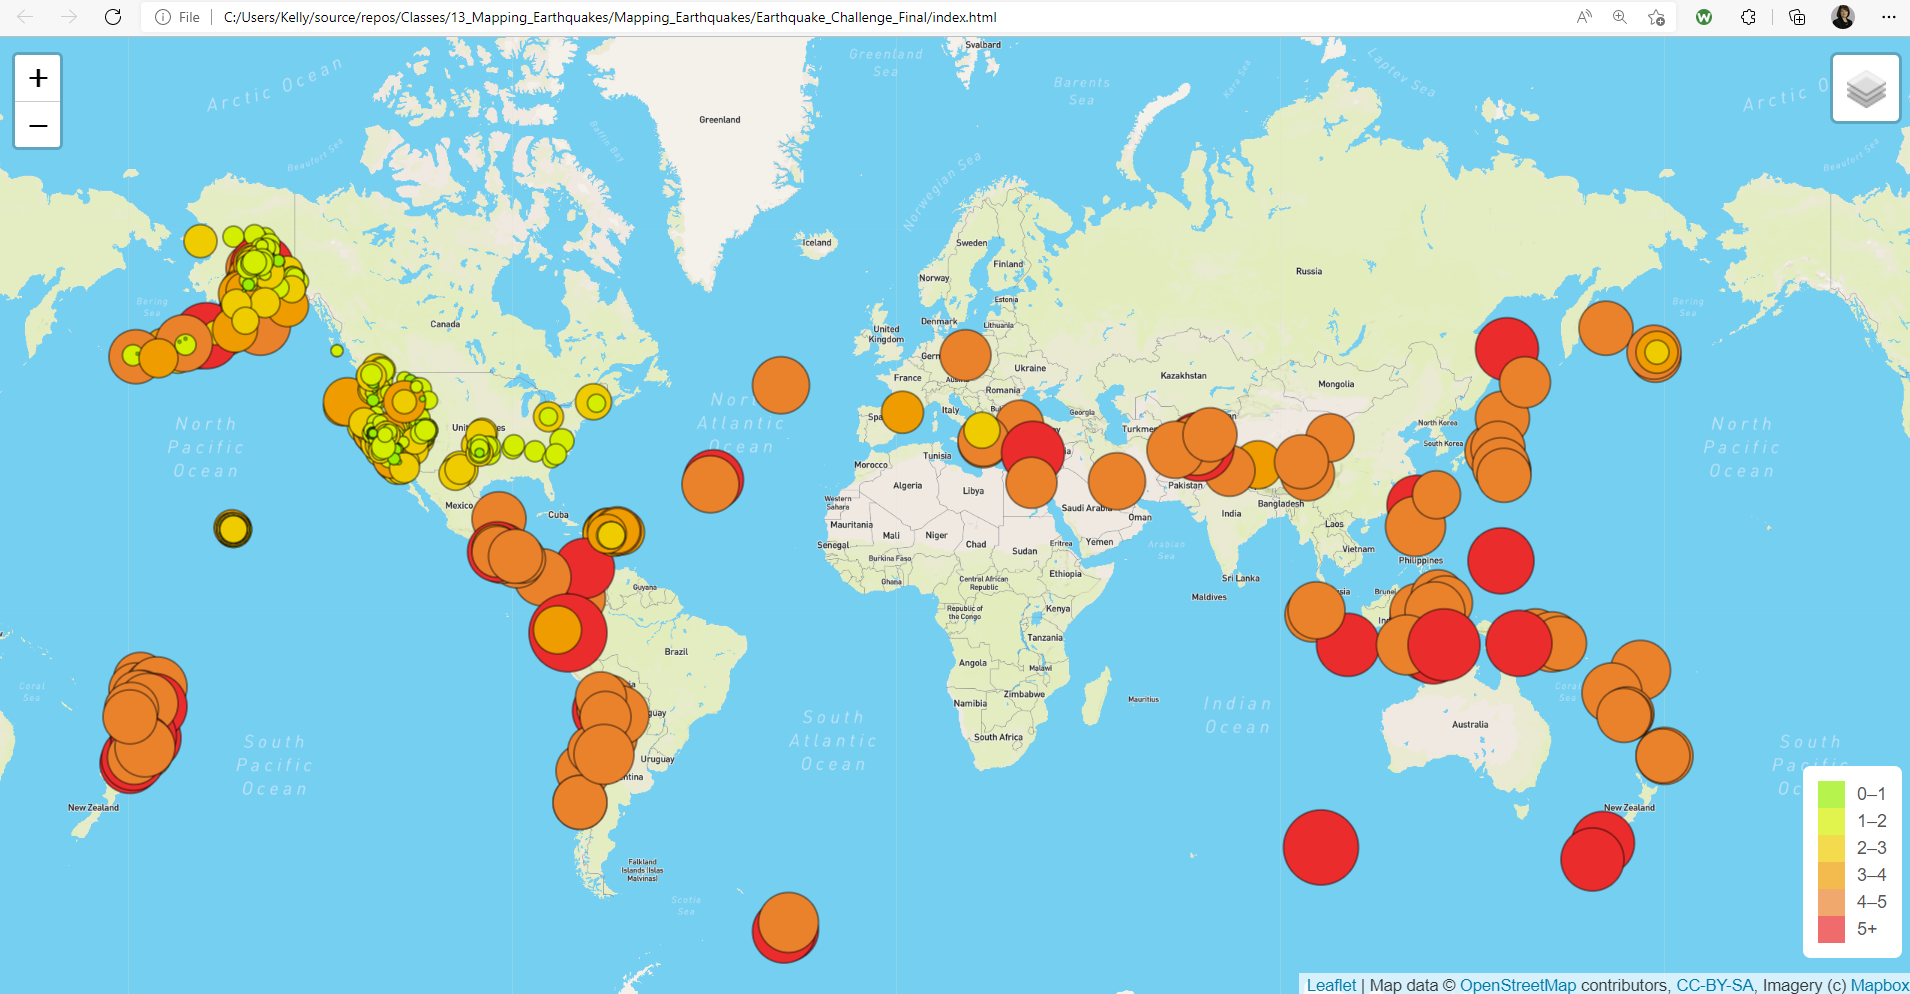 File
C:/Users/Kelly/source/repos/Classes/13_Mapping_Earthquakes/Mapping_Earthquakes/Earthquake_Challenge_Final/index.html
+
−
Svalbard
Greenland
Sea
Barents
Sea
Kara Sea
Laptev Sea
Arctic Ocean
Arctic O
Beaufort Sea
Baffin Bay
Greenland
Norwegian Sea
Beaufort Sea
Iceland
Sweden
Finland
Norway
Russia
Estonia
Bering
Sea
Bering
Sea
Canada
United
Kingdom
Denmark
Lithuania
Germ
Ukraine
France
Romania
Kazakhstan
Mongolia
Italy
Spa
Georgia
Turkme
North Korea
South Korea
North
Pacific
Ocean
Nor
Atlantic
Ocean
North
Pacific
Ocean
Morocco
Tunisia
Algeria
Libya
Western
Sahara
Pakistan
Saudi Arab
Oman
Bangladesh
India
Mexico
Cuba
Mauritania
Mali
Niger
Chad
Sudan
Eritrea
Yemen
Arabian
Sea
Laos
Vietnam
Senegal
Burkina Faso
Ghana
Central African
Republic
Ethiopia
Sri Lanka
Philippines
Guyana
Maldives
Brune
Republic of
the Congo
Kenya
Tanzania
Brazil
Angola
Malawi
Zimbabwe
Namibia
Mauritius
Coral
Sea
Coral
Sea
guay
South Africa
Australia
Indian
Ocean
South
Atlantic
Ocean
South
Pacific
Ocean
South
Pacific
Oc
Uruguay
ntina
New Zealand
New Zealand
Falkland
Islands (Islas
Malvinas)
Scotia
Sea
0–1
1–2
2–3
3–4
4–5
5+
Leaflet | Map data © OpenStreetMap contributors, CC-BY-SA, Imagery (c) Mapbox